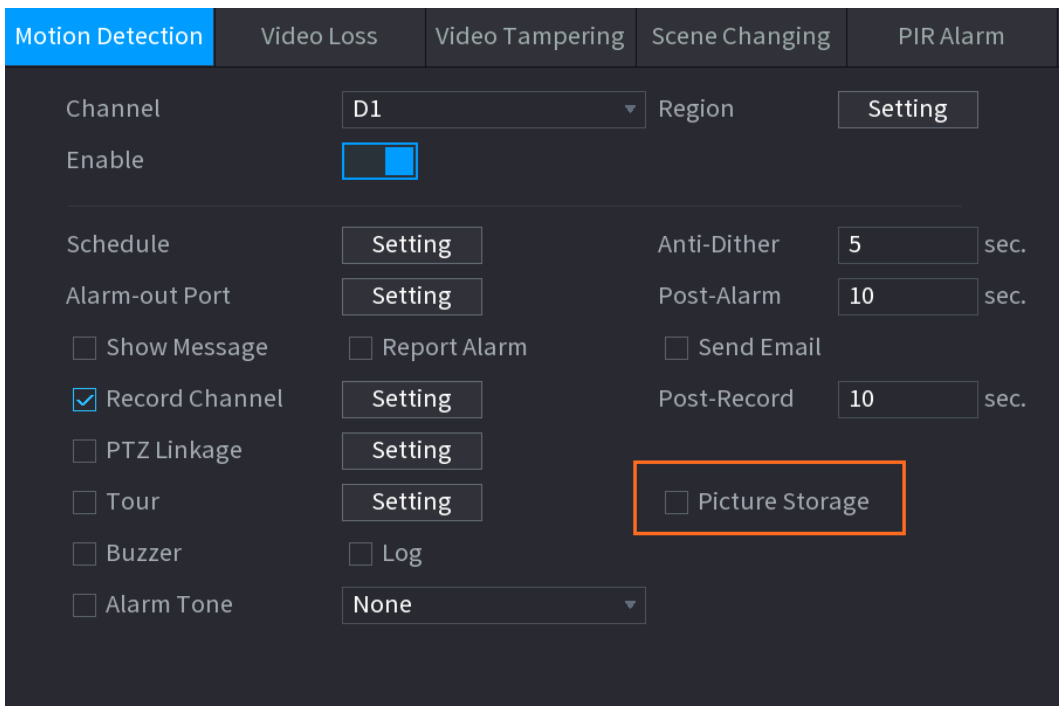 Motion Detection Video Loss Video Tampering Scene Changing PIR Alarm
Channel D1 Region Setting
Enable
Schedule Setting Anti-Dither 5 sec.
Alarm-out Port Setting Post-Alarm 10 sec.
Show Message Report Alarm Send Email
Record Channel Setting Post-Record 10 sec.
PTZ Linkage Setting
Tour Setting Picture Storage
Buzzer Log
Alarm Tone None